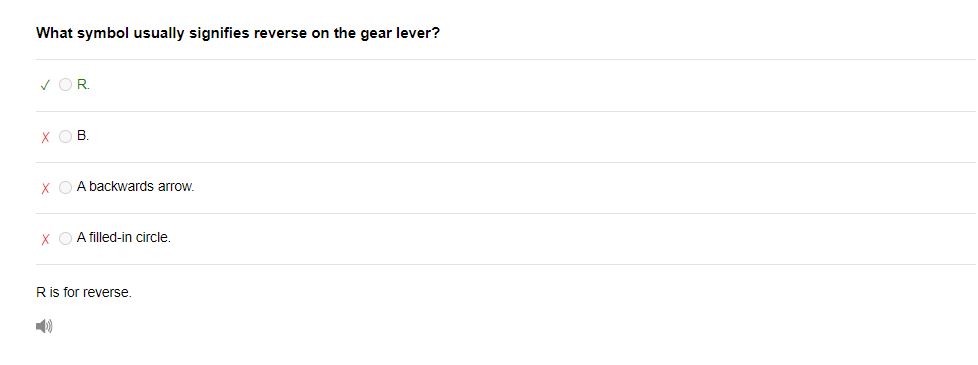 What symbol usually signifies reverse on the gear lever?
R.
B.
A backwards arrow.
A filled-in circle.
R is for reverse.